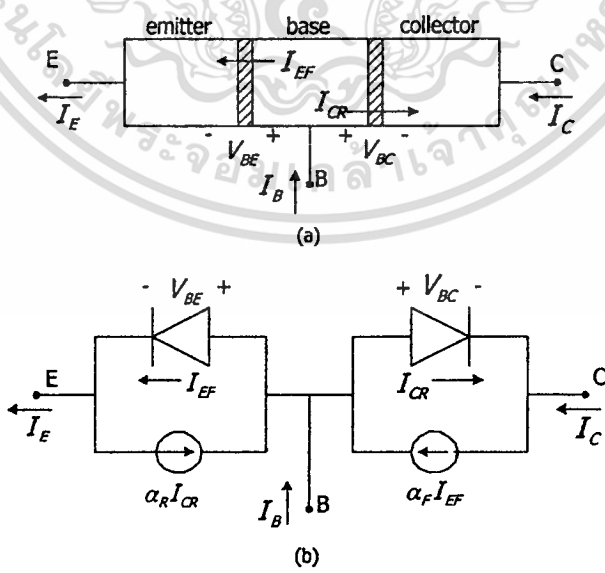 emitter base collector
E I_EF C
I_E I_CR I_C
- + + -
V_BE V_BC
I_B B
(a)
- V_BE + + V_BC -
E I_EF I_CR C
I_E I_C
α_R I_CR I_B B α_F I_EF
(b)